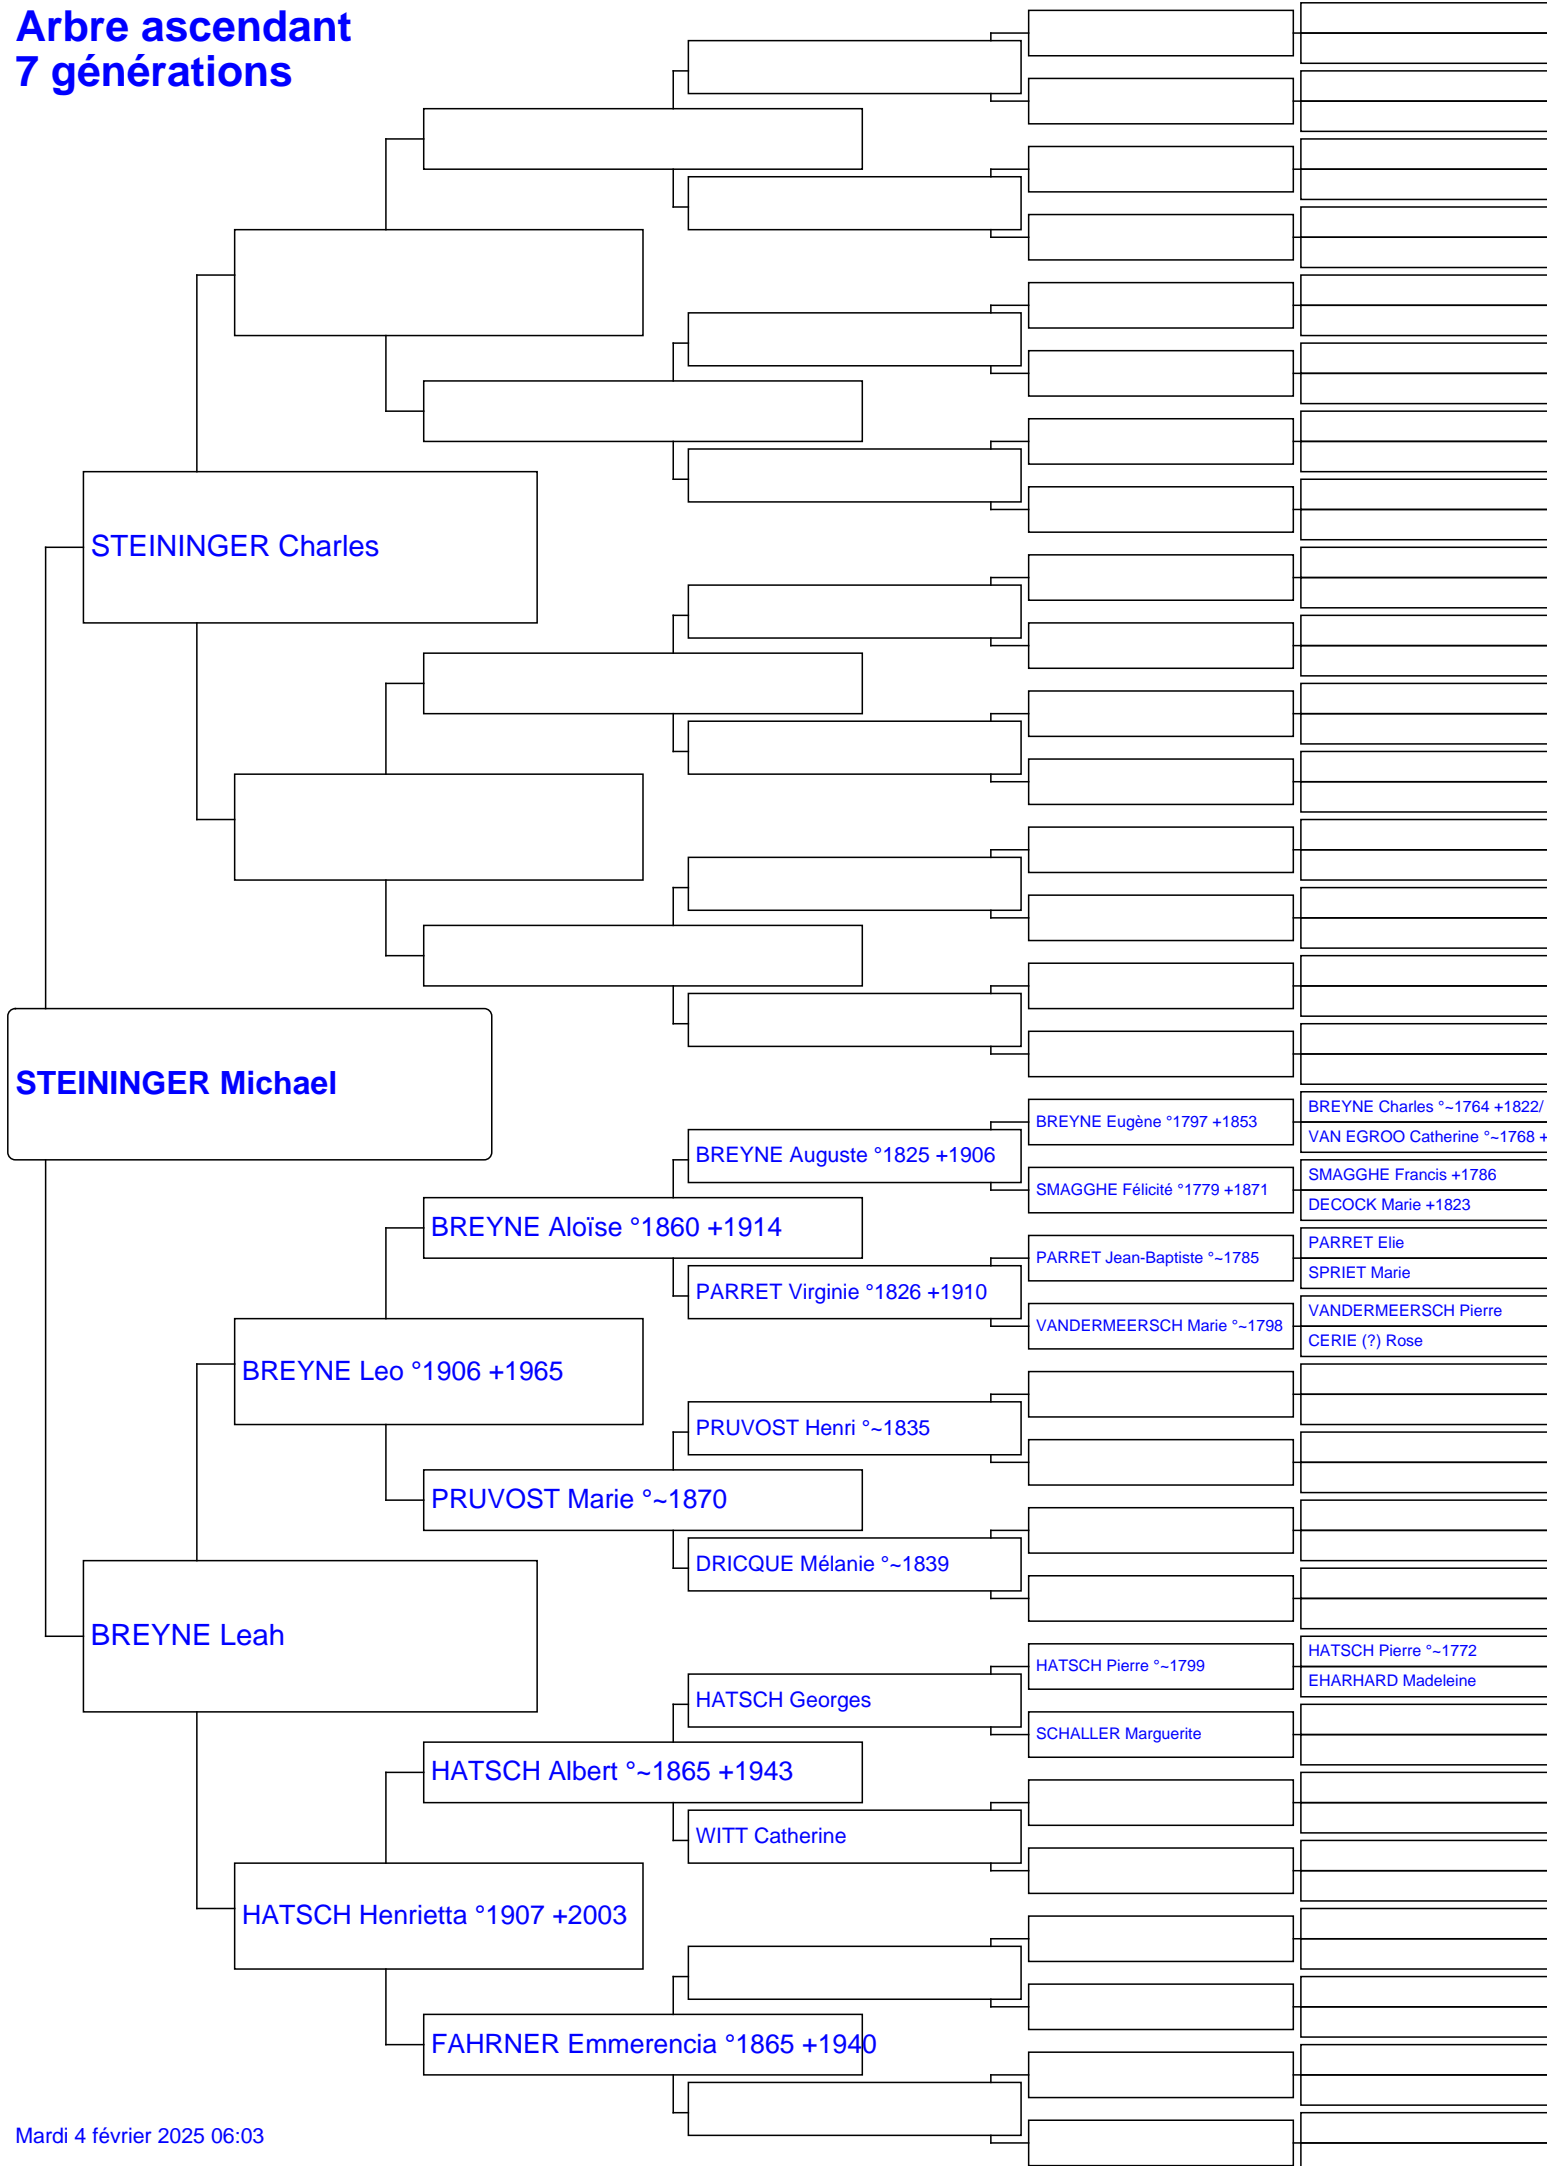 Arbre ascendant
7 générations
STEININGER Charles
STEININGER Michael
BREYNE Charles °~1764 +1822/
BREYNE Eugène °1797 +1853
VAN EGROO Catherine °~1768 +
BREYNE Auguste °1825 +1906
SMAGGHE Francis +1786
SMAGGHE Félicité °1779 +1871
DECOCK Marie +1823
BREYNE Aloïse °1860 +1914
PARRET Elie
PARRET Jean-Baptiste °~1785
SPRIET Marie
PARRET Virginie °1826 +1910
VANDERMEERSCH Pierre
VANDERMEERSCH Marie °~1798
CERIE (?) Rose
BREYNE Leo °1906 +1965
PRUVOST Henri °~1835
PRUVOST Marie °~1870
DRICQUE Mélanie °~1839
BREYNE Leah
HATSCH Pierre °~1772
HATSCH Pierre °~1799
EHARHARD Madeleine
HATSCH Georges
SCHALLER Marguerite
HATSCH Albert °~1865 +1943
WITT Catherine
HATSCH Henrietta °1907 +2003
FAHRNER Emmerencia °1865 +1940
Mardi 4 février 2025 06:03